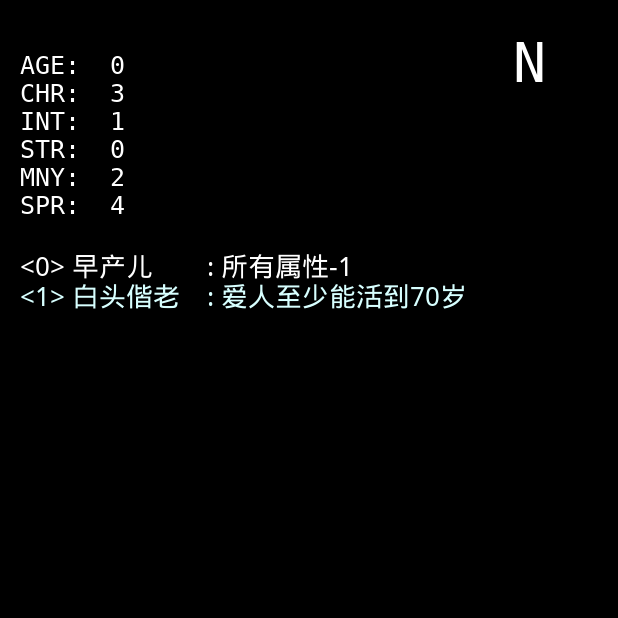 N
AGE: 0
CHR: 3
INT: 1
STR: 0
MNY: 2
SPR: 4
<0> 早产儿 : 所有属性-1
<1> 白头偕老 : 爱人至少能活到70岁